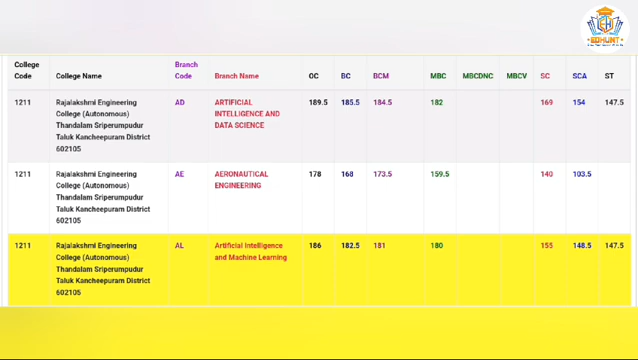 EDHUNT
College Code College Name Branch Code Branch Name OC BC BCM MBC MBCDNC MBCV SC SCA ST
1211 Rajalakshmi Engineering AD ARTIFICIAL 189.5 185.5 184.5 182 169 154 147.5
College (Autonomous) INTELLIGENCE AND
Thandalam Sriperumpudur DATA SCIENCE
Taluk Kancheepuram District
602105
1211 Rajalakshmi Engineering AE AERONAUTICAL 178 168 173.5 159.5 140 103.5
College (Autonomous) ENGINEERING
Thandalam Sriperumpudur
Taluk Kancheepuram District
602105
1211 Rajalakshmi Engineering AL Artificial Intelligence 186 182.5 181 180 155 148.5 147.5
College (Autonomous) and Machine Learning
Thandalam Sriperumpudur
Taluk Kancheepuram District
602105